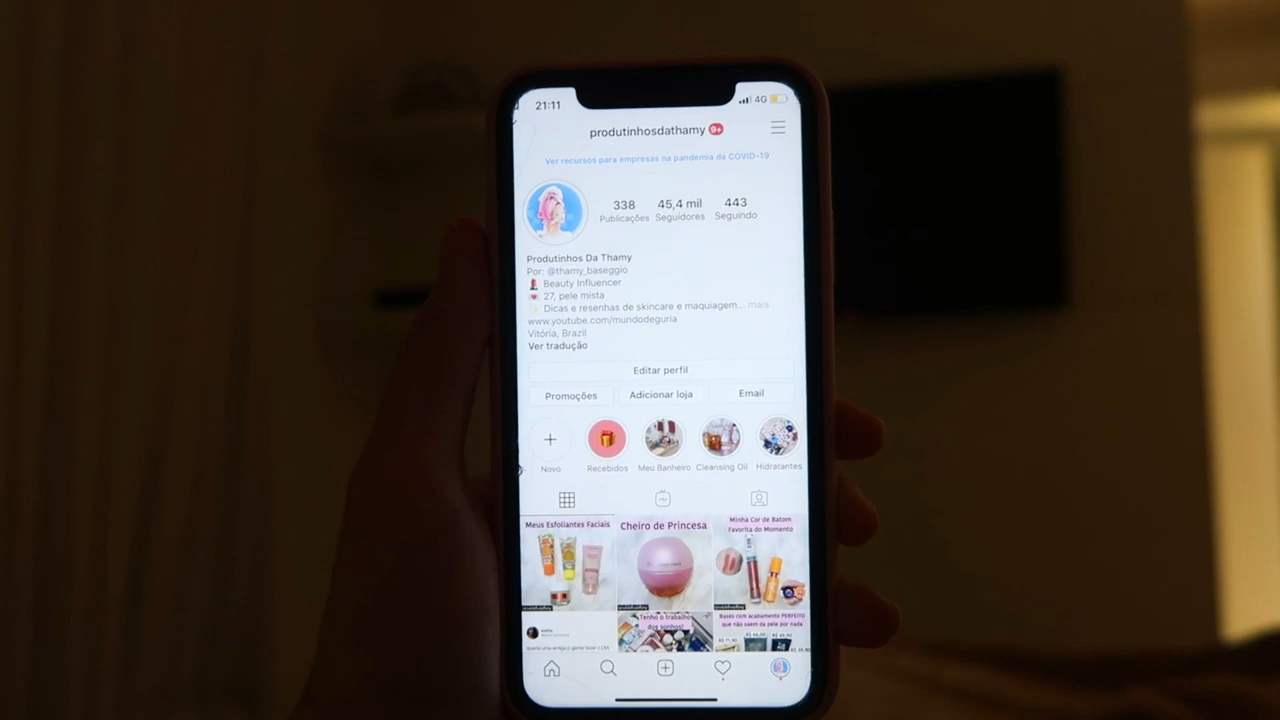 21:11
4G
produtinhosdathamy 9+
Ver recursos para empresas na pandemia da COVID-19
338 45,4 mil 443
Publicações Seguidores Seguindo
Produtinhos Da Thamy
Por: @thamy_baseggio
Beauty Influencer
27, pele mista
Dicas e resenhas de skincare e maquiagem... mais
www.youtube.com/mundodeguria
Vitória, Brazil
Ver tradução
Editar perfil
Promoções Adicionar loja Email
Novo Recebidos Meu Banheiro Cleansing Oil Hidratantes
Meus Esfoliantes Faciais
Cheiro de Princesa
Minha Cor de Batom
Favorita do Momento
Tenho o trabalho
dos sonhos!
Bases com acabamento PERFEITO
que não saem da pele por nada